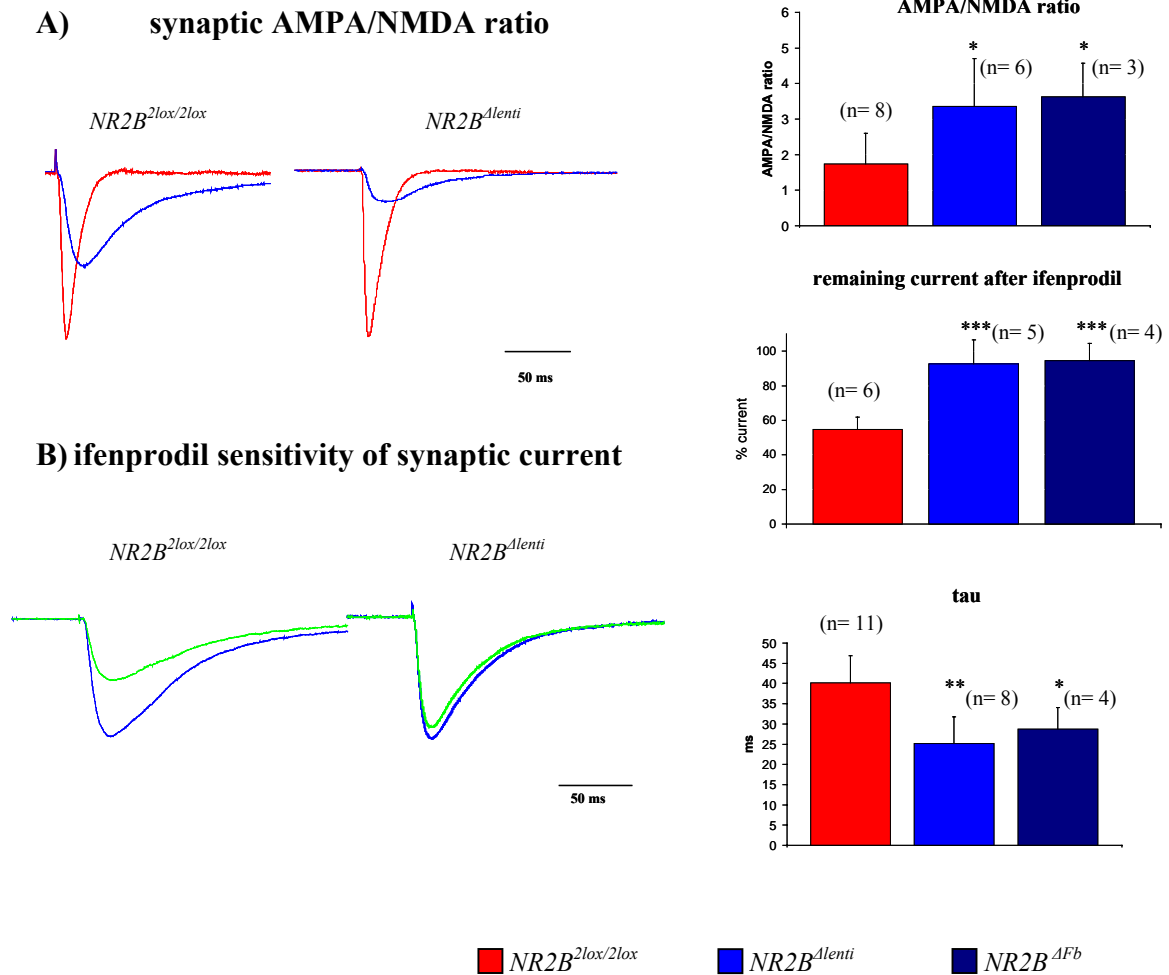 A) synaptic AMPA/NMDA ratio
NR2B2lox/2lox
NR2BΔlenti
50 ms
AMPA/NMDA ratio
AMPA/NMDA ratio
6
5
4
3
2
1
0
(n= 8)
* (n= 6)
* (n= 3)
remaining current after ifenprodil
% current
100
80
60
40
20
0
(n= 6)
*** (n= 5)
*** (n= 4)
B) ifenprodil sensitivity of synaptic current
NR2B2lox/2lox
NR2BΔlenti
50 ms
tau
ms
50
45
40
35
30
25
20
15
10
5
0
(n= 11)
** (n= 8)
* (n= 4)
NR2B2lox/2lox
NR2BΔlenti
NR2BΔFb